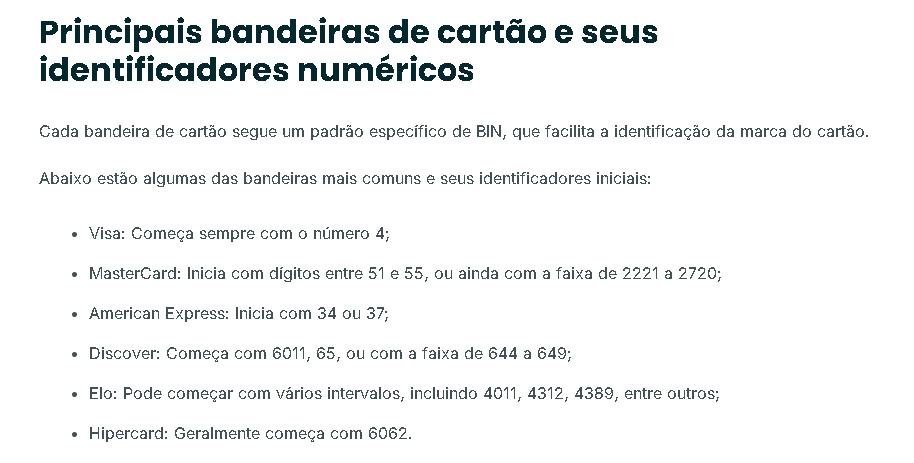 Principais bandeiras de cartão e seus
identificadores numéricos
Cada bandeira de cartão segue um padrão específico de BIN, que facilita a identificação da marca do cartão.
Abaixo estão algumas das bandeiras mais comuns e seus identificadores iniciais:
• Visa: Começa sempre com o número 4;
• MasterCard: Inicia com dígitos entre 51 e 55, ou ainda com a faixa de 2221 a 2720;
• American Express: Inicia com 34 ou 37;
• Discover: Começa com 6011, 65, ou com a faixa de 644 a 649;
• Elo: Pode começar com vários intervalos, incluindo 4011, 4312, 4389, entre outros;
• Hipercard: Geralmente começa com 6062.